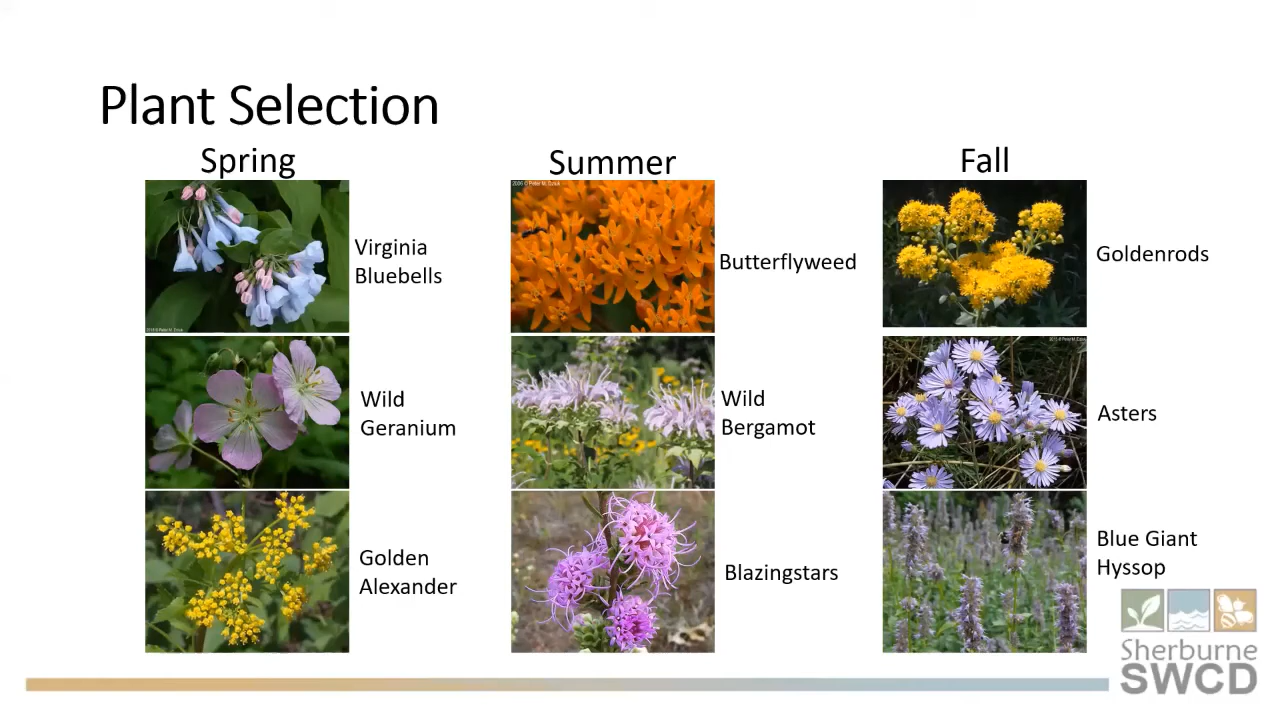 Plant Selection
Spring
Summer
Fall
Virginia
Bluebells
Butterflyweed
Goldenrods
Wild
Geranium
Wild
Bergamot
Asters
Golden
Alexander
Blazingstars
Blue Giant
Hyssop
Sherburne
SWCD